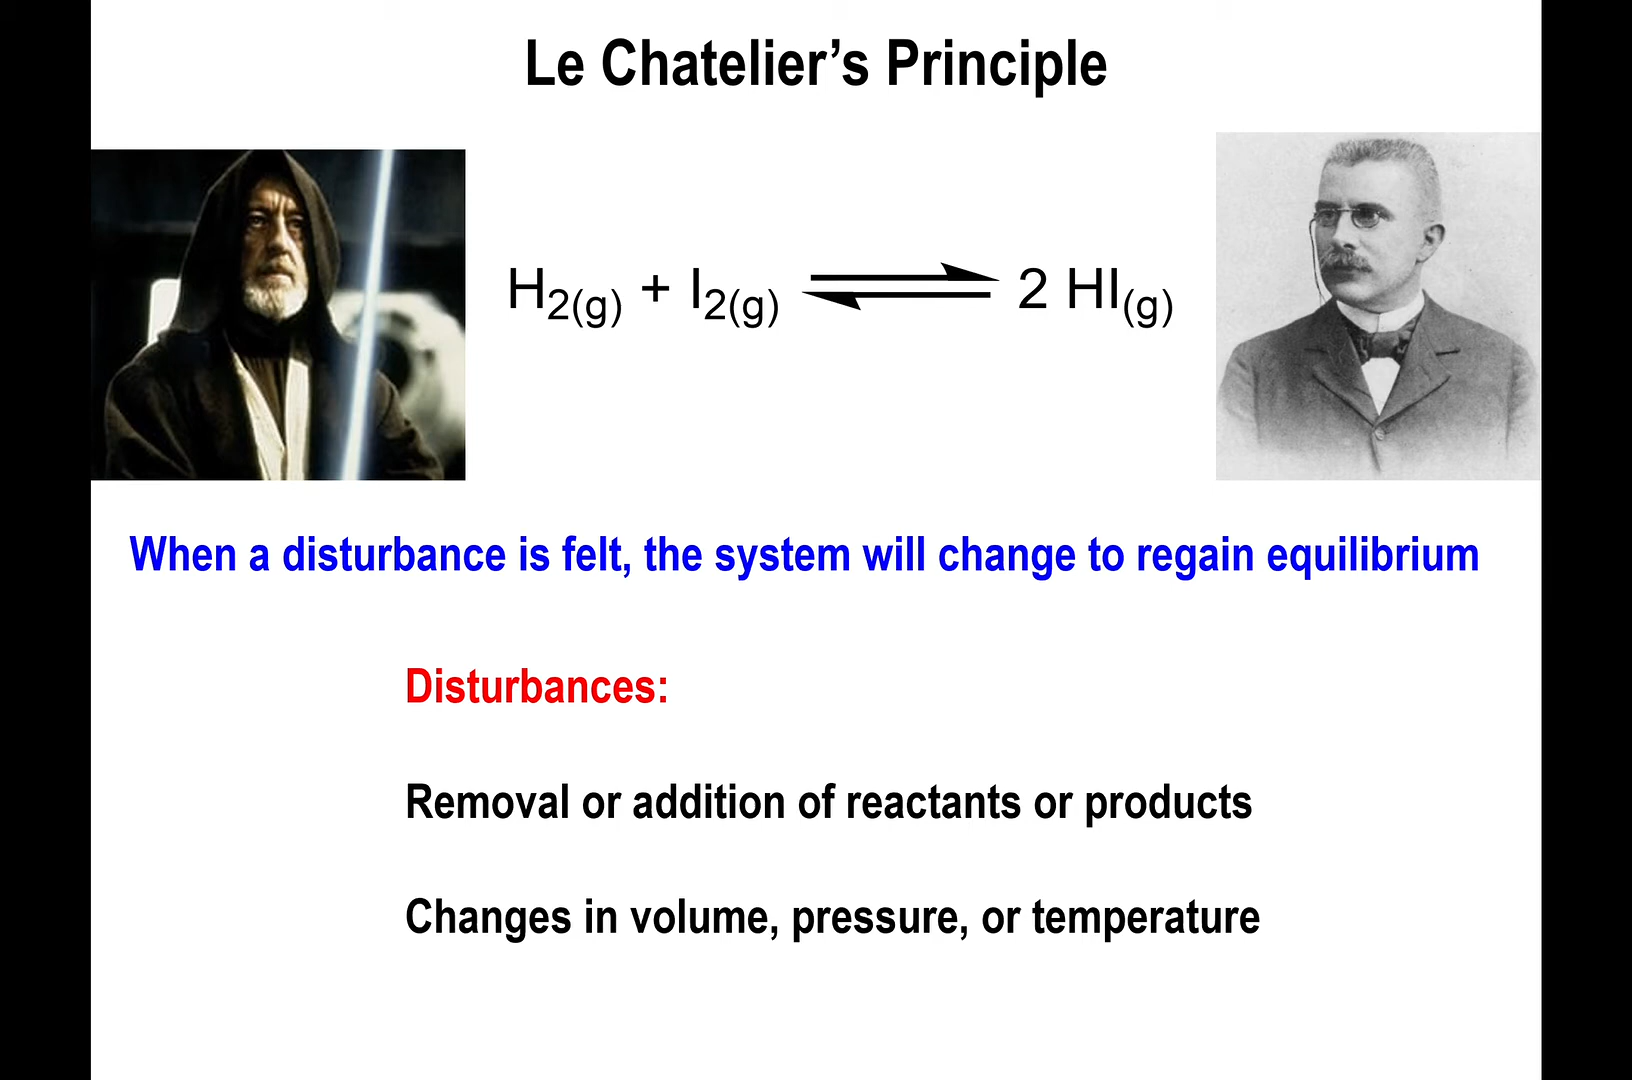 Le Chatelier’s Principle
H2(g) + I2(g) ⇌ 2 HI(g)
When a disturbance is felt, the system will change to regain equilibrium
Disturbances:
Removal or addition of reactants or products
Changes in volume, pressure, or temperature